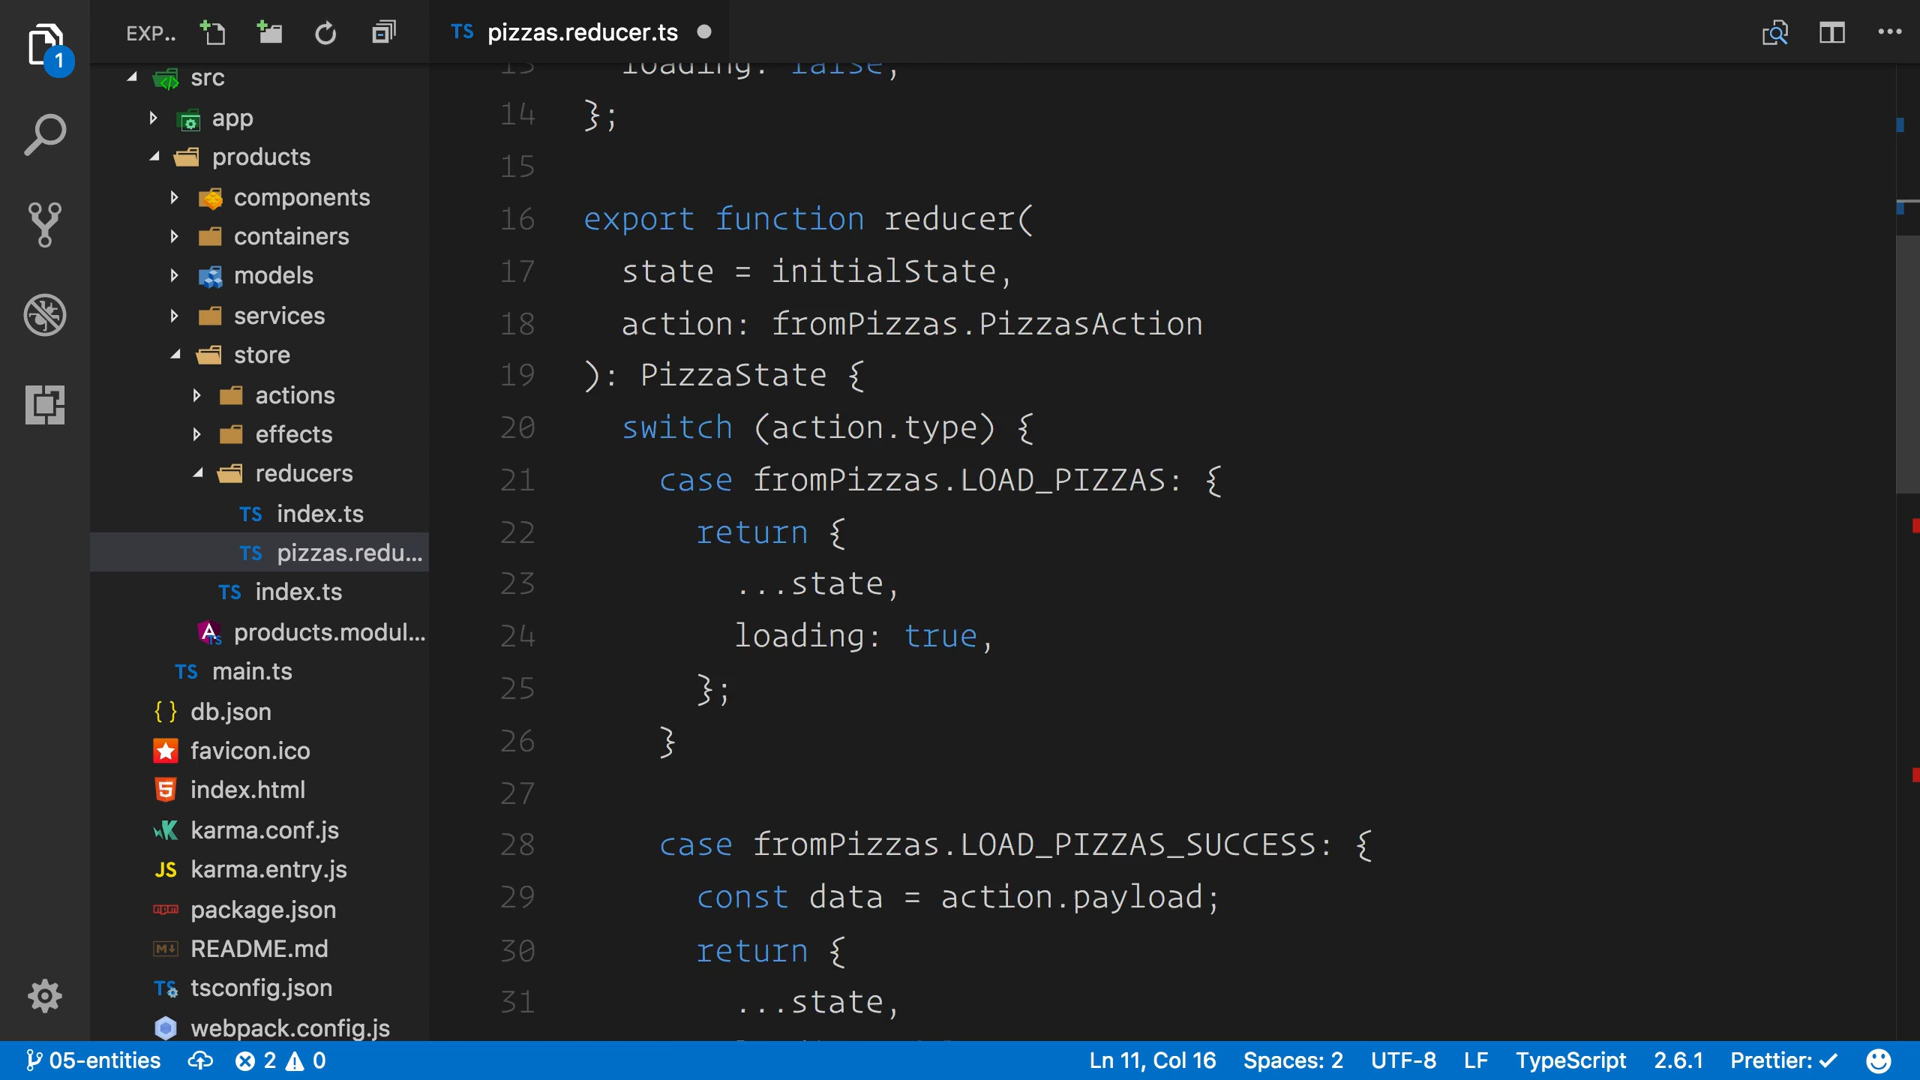 EXP..
TS pizzas.reducer.ts
1
src
app
products
components
containers
models
services
store
actions
effects
reducers
TS index.ts
TS pizzas.redu...
TS index.ts
products.modul...
TS main.ts
{ } db.json
favicon.ico
index.html
karma.conf.js
JS karma.entry.js
package.json
README.md
TS tsconfig.json
webpack.config.js
13 loading: false,
14 };
15
16 export function reducer(
17 state = initialState,
18 action: fromPizzas.PizzasAction
19 ): PizzaState {
20 switch (action.type) {
21 case fromPizzas.LOAD_PIZZAS: {
22 return {
23 ...state,
24 loading: true,
25 };
26 }
27
28 case fromPizzas.LOAD_PIZZAS_SUCCESS: {
29 const data = action.payload;
30 return {
31 ...state,
05-entities 2 0 Ln 11, Col 16 Spaces: 2 UTF-8 LF TypeScript 2.6.1 Prettier: ✓